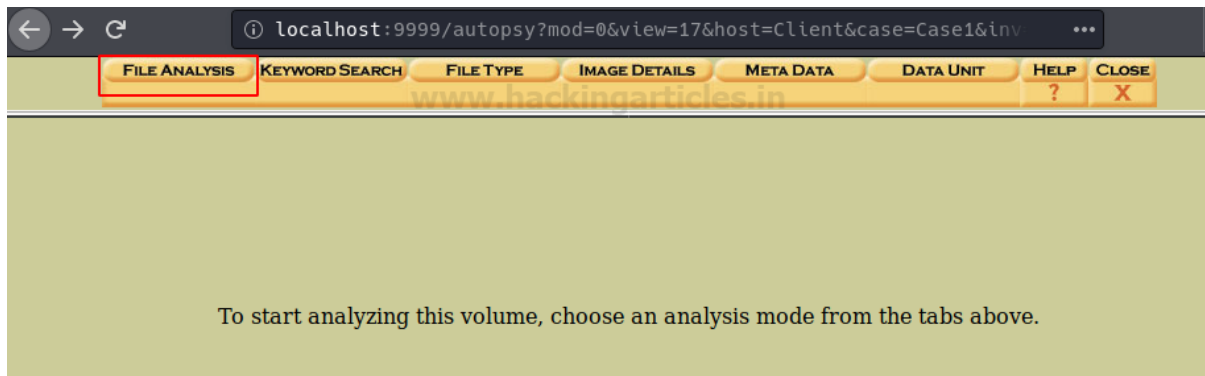 localhost:9999/autopsy?mod=0&view=17&host=Client&case=Case1&inv
FILE ANALYSIS KEYWORD SEARCH FILE TYPE IMAGE DETAILS META DATA DATA UNIT HELP CLOSE
? X
www.hackingarticles.in
To start analyzing this volume, choose an analysis mode from the tabs above.